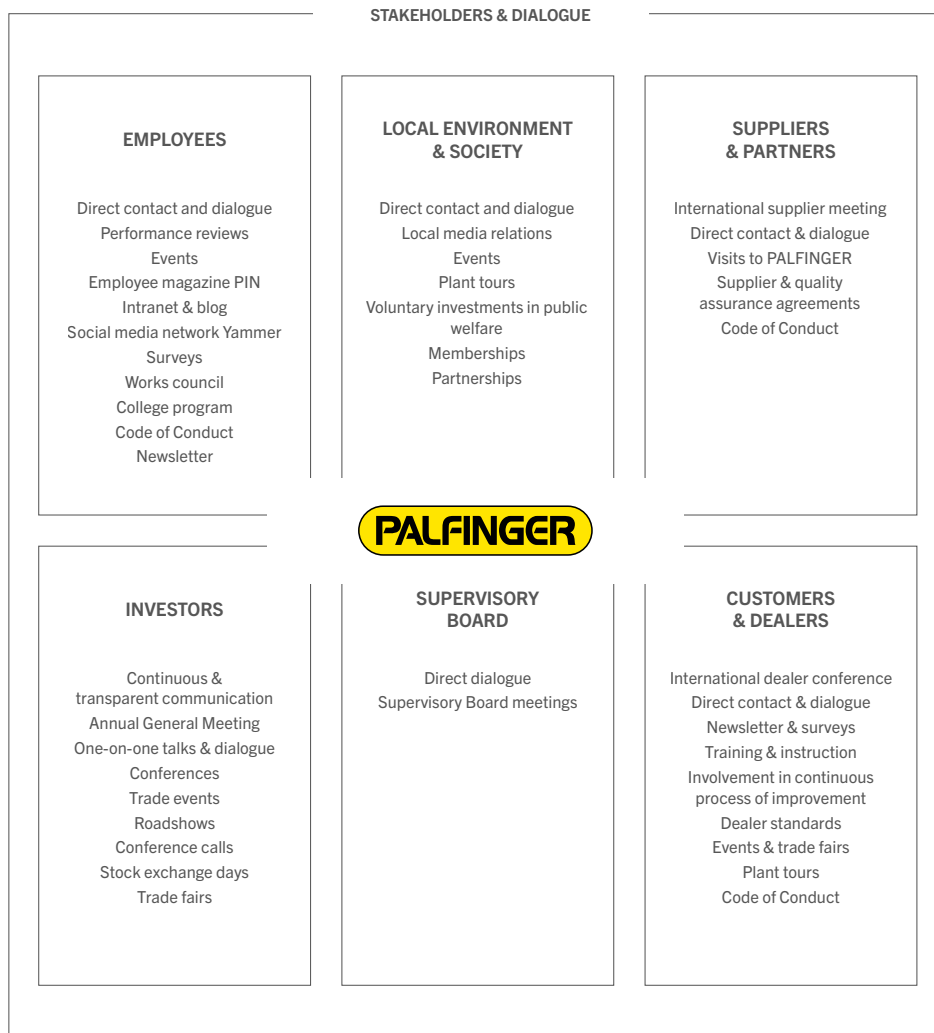 STAKEHOLDERS & DIALOGUE
EMPLOYEES
Direct contact and dialogue
Performance reviews
Events
Employee magazine PIN
Intranet & blog
Social media network Yammer
Surveys
Works council
College program
Code of Conduct
Newsletter
LOCAL ENVIRONMENT
& SOCIETY
Direct contact and dialogue
Local media relations
Events
Plant tours
Voluntary investments in public
welfare
Memberships
Partnerships
SUPPLIERS
& PARTNERS
International supplier meeting
Direct contact & dialogue
Visits to PALFINGER
Supplier & quality
assurance agreements
Code of Conduct
PALFINGER
INVESTORS
Continuous &
transparent communication
Annual General Meeting
One-on-one talks & dialogue
Conferences
Trade events
Roadshows
Conference calls
Stock exchange days
Trade fairs
SUPERVISORY
BOARD
Direct dialogue
Supervisory Board meetings
CUSTOMERS
& DEALERS
International dealer conference
Direct contact & dialogue
Newsletter & surveys
Training & instruction
Involvement in continuous
process of improvement
Dealer standards
Events & trade fairs
Plant tours
Code of Conduct